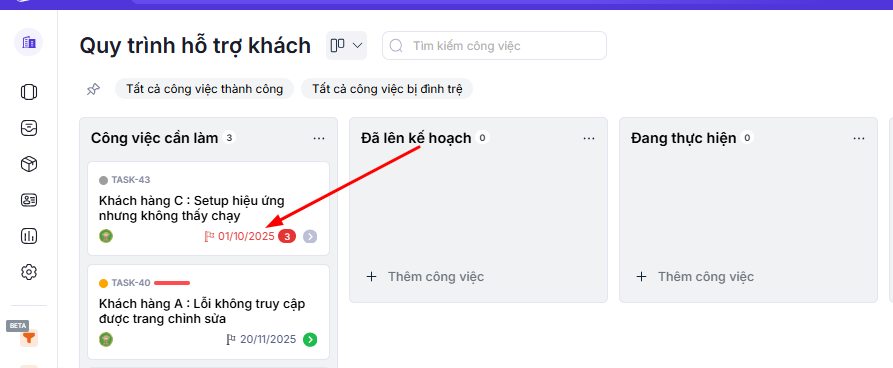 Quy trình hỗ trợ khách
Tìm kiếm công việc
Tất cả công việc thành công
Tất cả công việc bị đình trệ
Công việc cần làm 3
TASK-43
Khách hàng C : Setup hiệu ứng
nhưng không thấy chạy
01/10/2025 3
TASK-40
Khách hàng A : Lỗi không truy cập
được trang chỉnh sửa
20/11/2025
Đã lên kế hoạch 0
Thêm công việc
Đang thực hiện 0
Thêm công việc
BETA